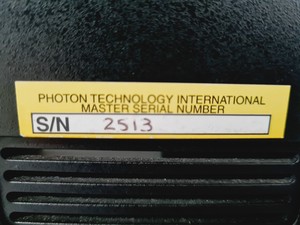 PHOTON TECHNOLOGY INTERNATIONAL
MASTER SERIAL NUMBER
S/N 2513